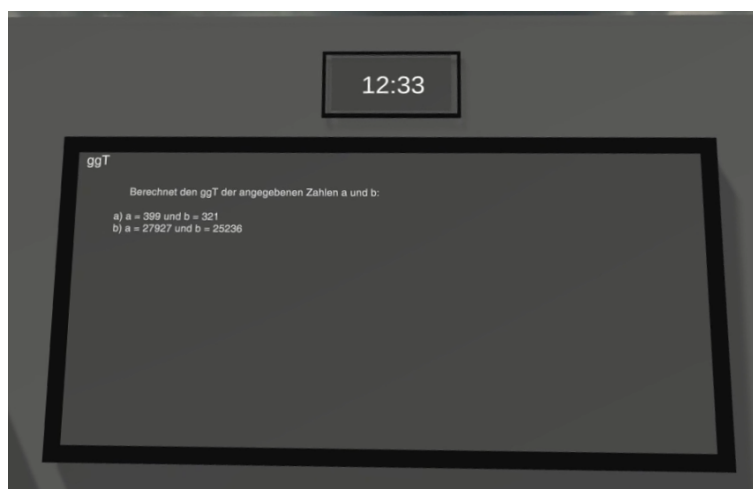 12:33
ggT
Berechnet den ggT der angegebenen Zahlen a und b:
a) a = 399 und b = 321
b) a = 27927 und b = 25236